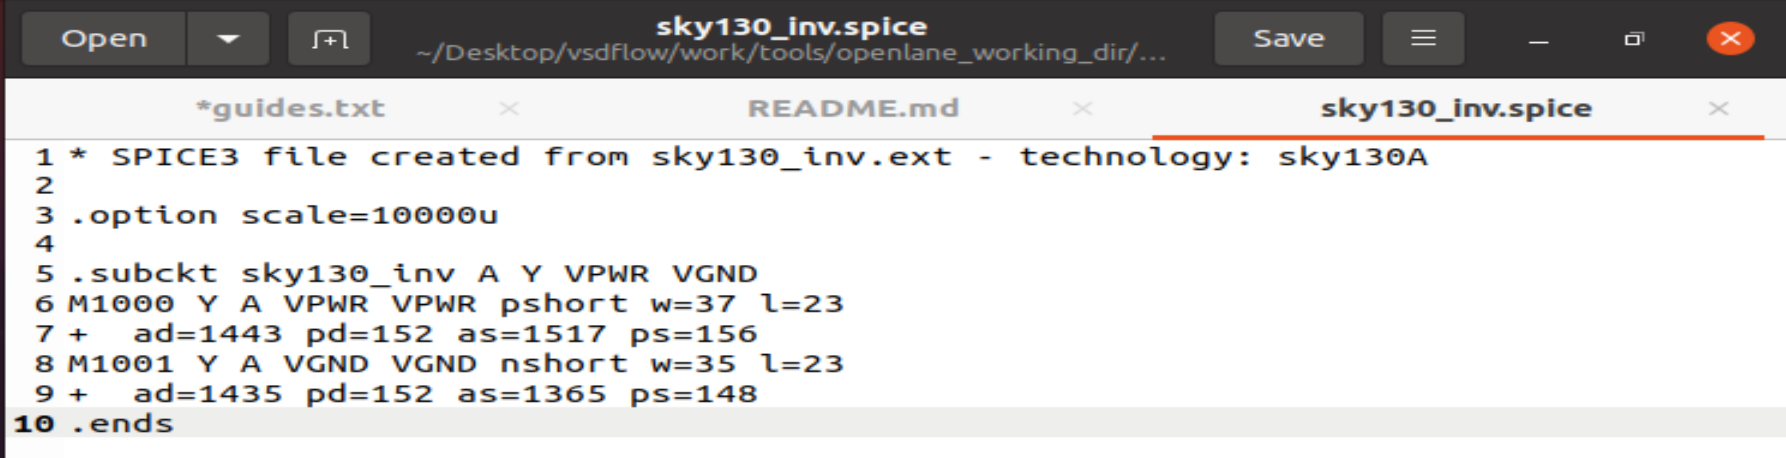 Open
sky130_inv.spice
~/Desktop/vsdflow/work/tools/openlane_working_dir/...
Save
*guides.txt
README.md
sky130_inv.spice
1 * SPICE3 file created from sky130_inv.ext - technology: sky130A
2
3 .option scale=10000u
4
5 .subckt sky130_inv A Y VPWR VGND
6 M1000 Y A VPWR VPWR pshort w=37 l=23
7 +  ad=1443 pd=152 as=1517 ps=156
8 M1001 Y A VGND VGND nshort w=35 l=23
9 +  ad=1435 pd=152 as=1365 ps=148
10 .ends